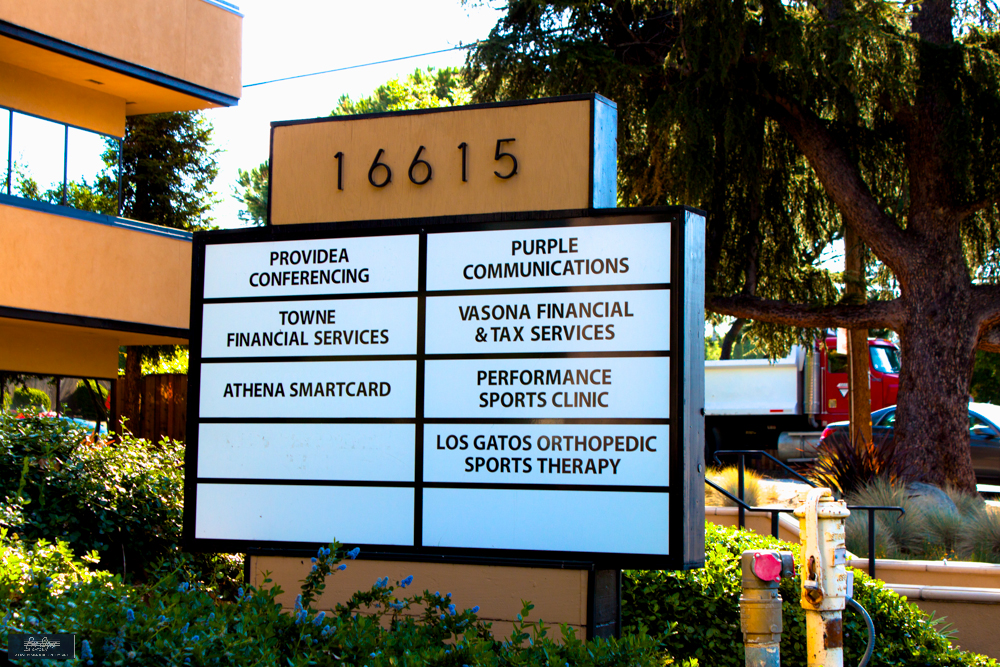 16615
PROVIDEA
CONFERENCING
PURPLE
COMMUNICATIONS
TOWNE
FINANCIAL SERVICES
VASONA FINANCIAL
& TAX SERVICES
ATHENA SMARTCARD
PERFORMANCE
SPORTS CLINIC
LOS GATOS ORTHOPEDIC
SPORTS THERAPY